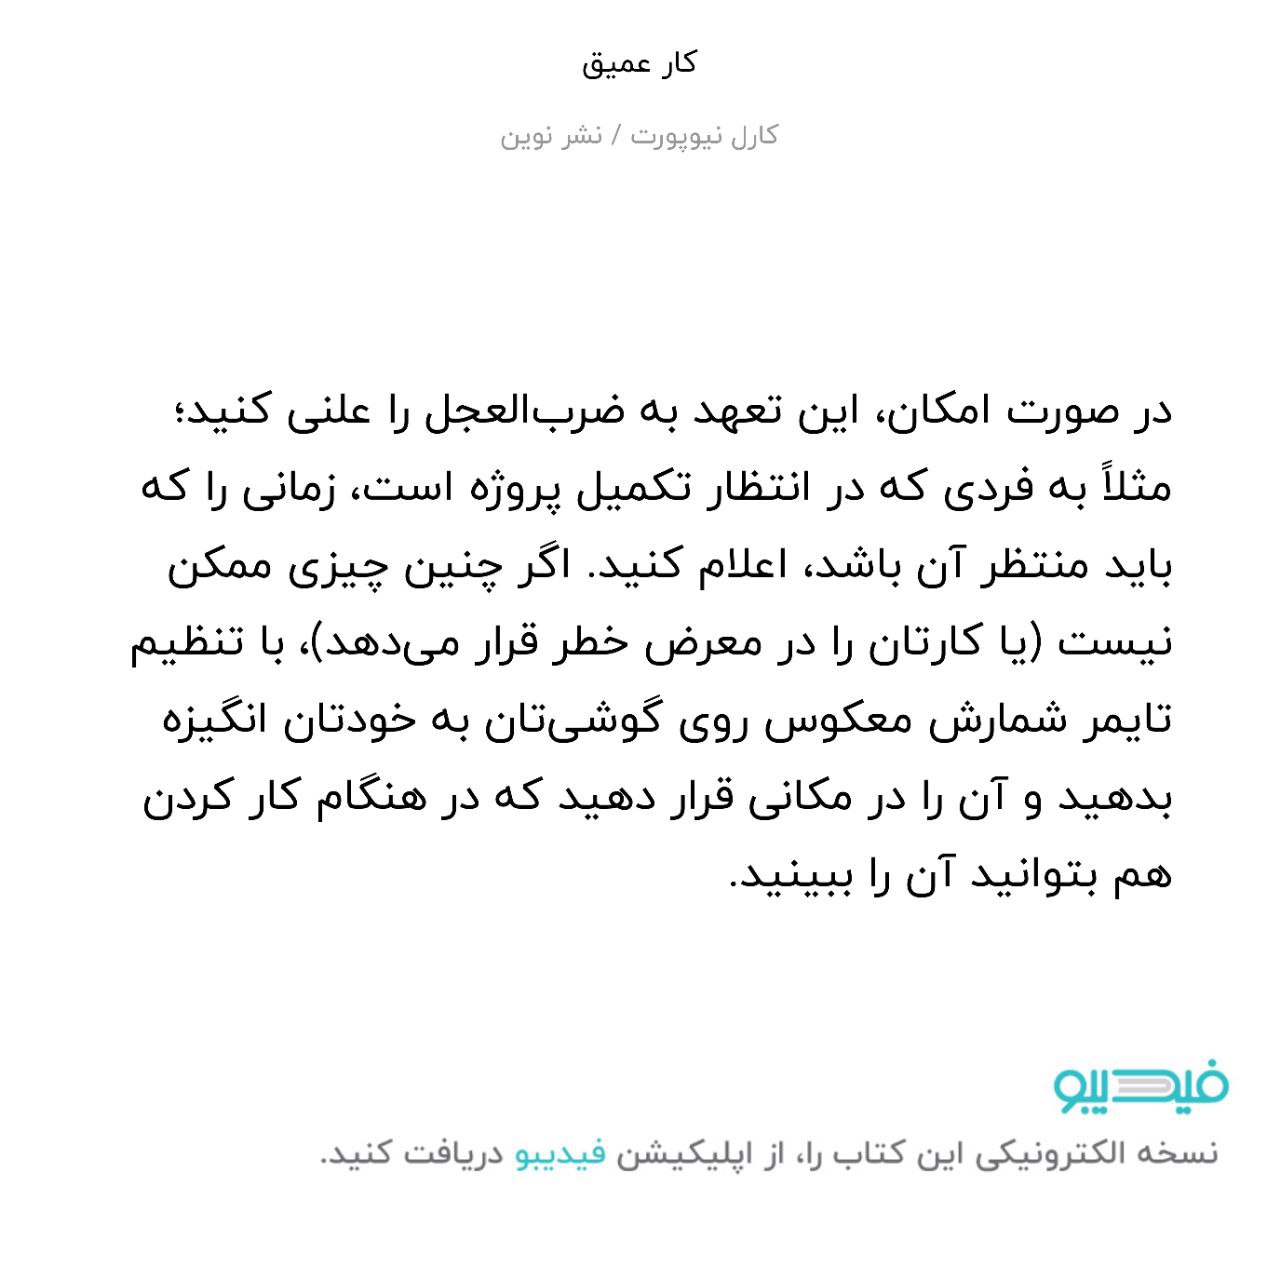 کار عمیق
کارل نیوپورت / نشر نوین
در صورت امکان، این تعهد به ضرب‌العجل را علنی کنید؛
مثلاً به فردی که در انتظار تکمیل پروژه است، زمانی را که
باید منتظر آن باشد، اعلام کنید. اگر چنین چیزی ممکن
نیست (یا کارتان را در معرض خطر قرار می‌دهد)، با تنظیم
تایمر شمارش معکوس روی گوشی‌تان به خودتان انگیزه
بدهید و آن را در مکانی قرار دهید که در هنگام کار کردن
هم بتوانید آن را ببینید.
فیدیبو
نسخه الکترونیکی این کتاب را، از اپلیکیشن فیدیبو دریافت کنید.